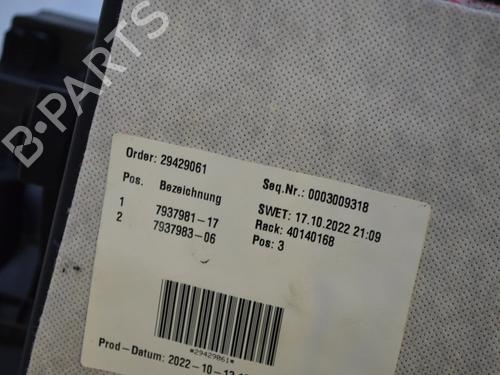 B-PARTS
Order: 29429061
Seq.Nr.: 0003009318
Pos. Bezeichnung
SWET: 17.10.2022 21:09
1 7937981-17
Rack: 40140168
2 7937983-06
Pos: 3
*29429061*
Prod-Datum: 2022-10-13